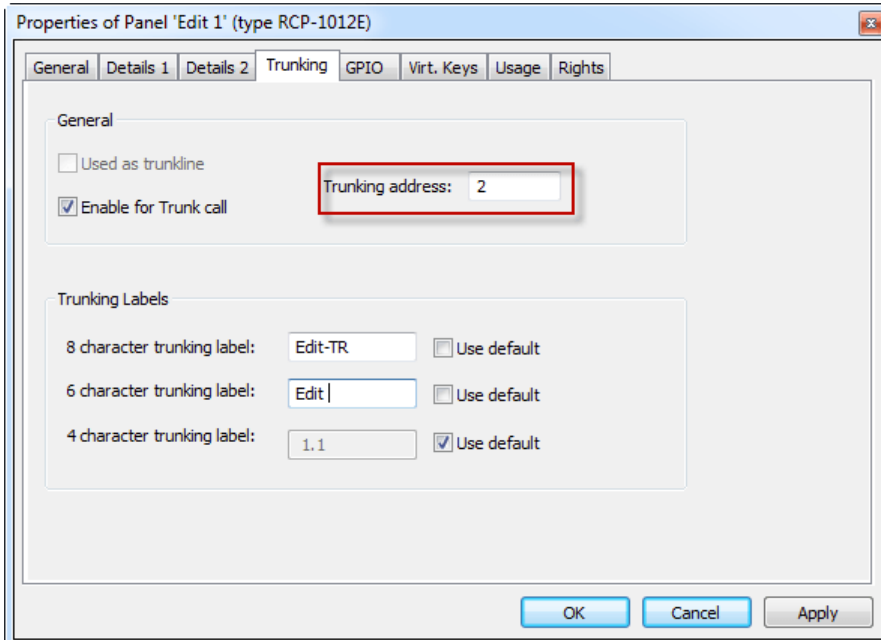 Properties of Panel 'Edit 1' (type RCP-1012E)
General Details 1 Details 2 Trunking GPIO Virt. Keys Usage Rights
General
Used as trunkline
Trunking address: 2
Enable for Trunk call
Trunking Labels
8 character trunking label: Edit-TR Use default
6 character trunking label: Edit Use default
4 character trunking label: 1.1 Use default
OK Cancel Apply